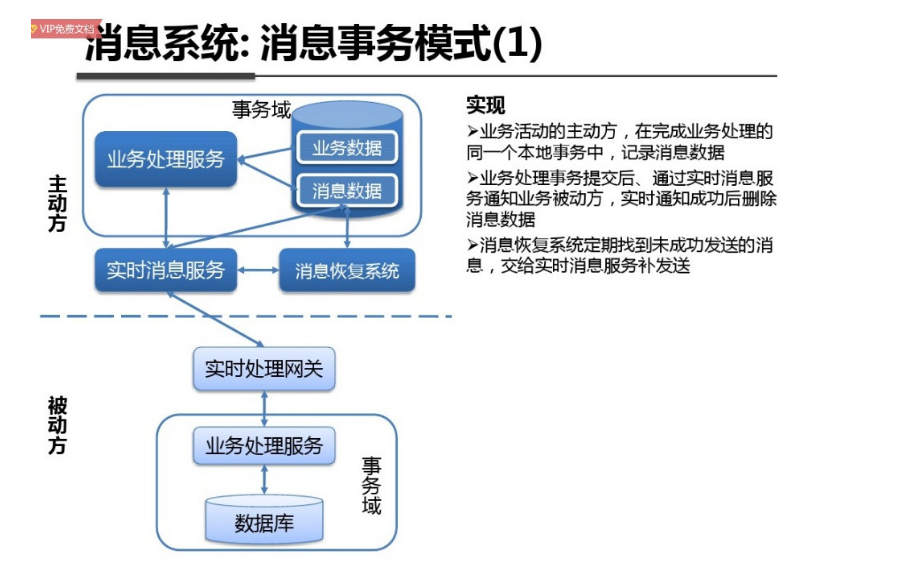 VIP免费文档
消息系统: 消息事务模式(1)
事务域
业务处理服务
业务数据
消息数据
主动方
实时消息服务
消息恢复系统
实现
➢业务活动的主动方，在完成业务处理的
同一个本地事务中，记录消息数据
➢业务处理事务提交后、通过实时消息服
务通知业务被动方，实时通知成功后删除
消息数据
➢消息恢复系统定期找到未成功发送的消
息，交给实时消息服务补发送
实时处理网关
被动方
业务处理服务
事务域
数据库